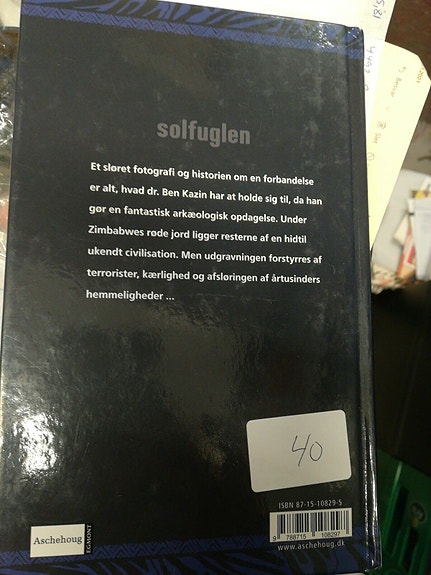 solfuglen
Et sløret fotografi og historien om en forbandelse
er alt, hvad dr. Ben Kazin har at holde sig til, da han
gør en fantastisk arkæologisk opdagelse. Under
Zimbabwes røde jord ligger resterne af en hidtil
ukendt civilisation. Men udgravningen forstyrres af
terrorister, kærlighed og afsløringen af årtusinders
hemmeligheder ...
40
ISBN 87-15-10829-5
9 788715 108297
www.aschehoug.dk
Aschehoug
EGMONT